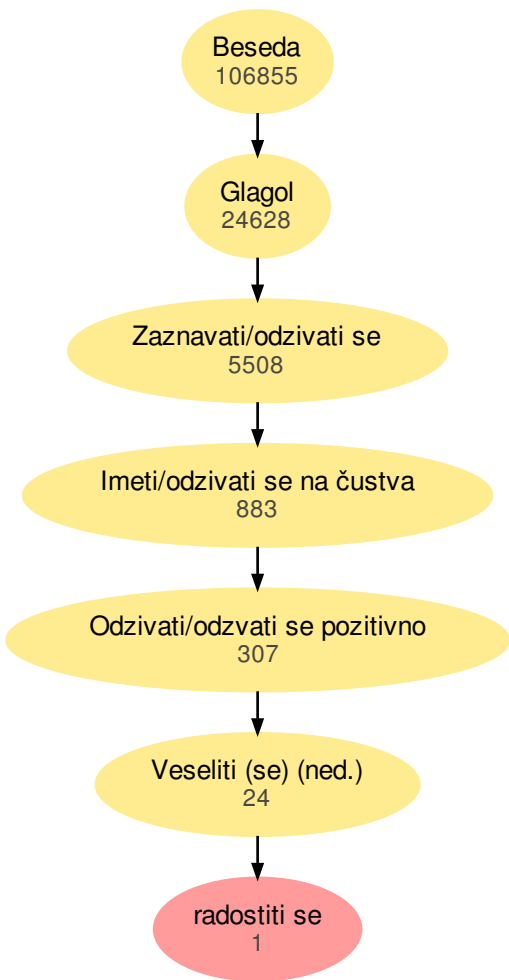 Beseda
106855
Glagol
24628
Zaznavati/odzivati se
5508
Imeti/odzivati se na čustva
883
Odzivati/odzvati se pozitivno
307
Veseliti (se) (ned.)
24
radostiti se
1